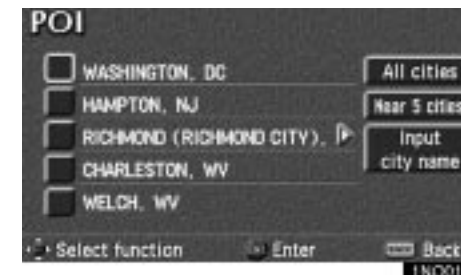 POI
WASHINGTON, DC
All cities
HAMPTON, NJ
Near 5 cities
RICHMOND (RICHMOND CITY),
Input
city name
CHARLESTON, WV
WELCH, WV
Select function
Enter
Back